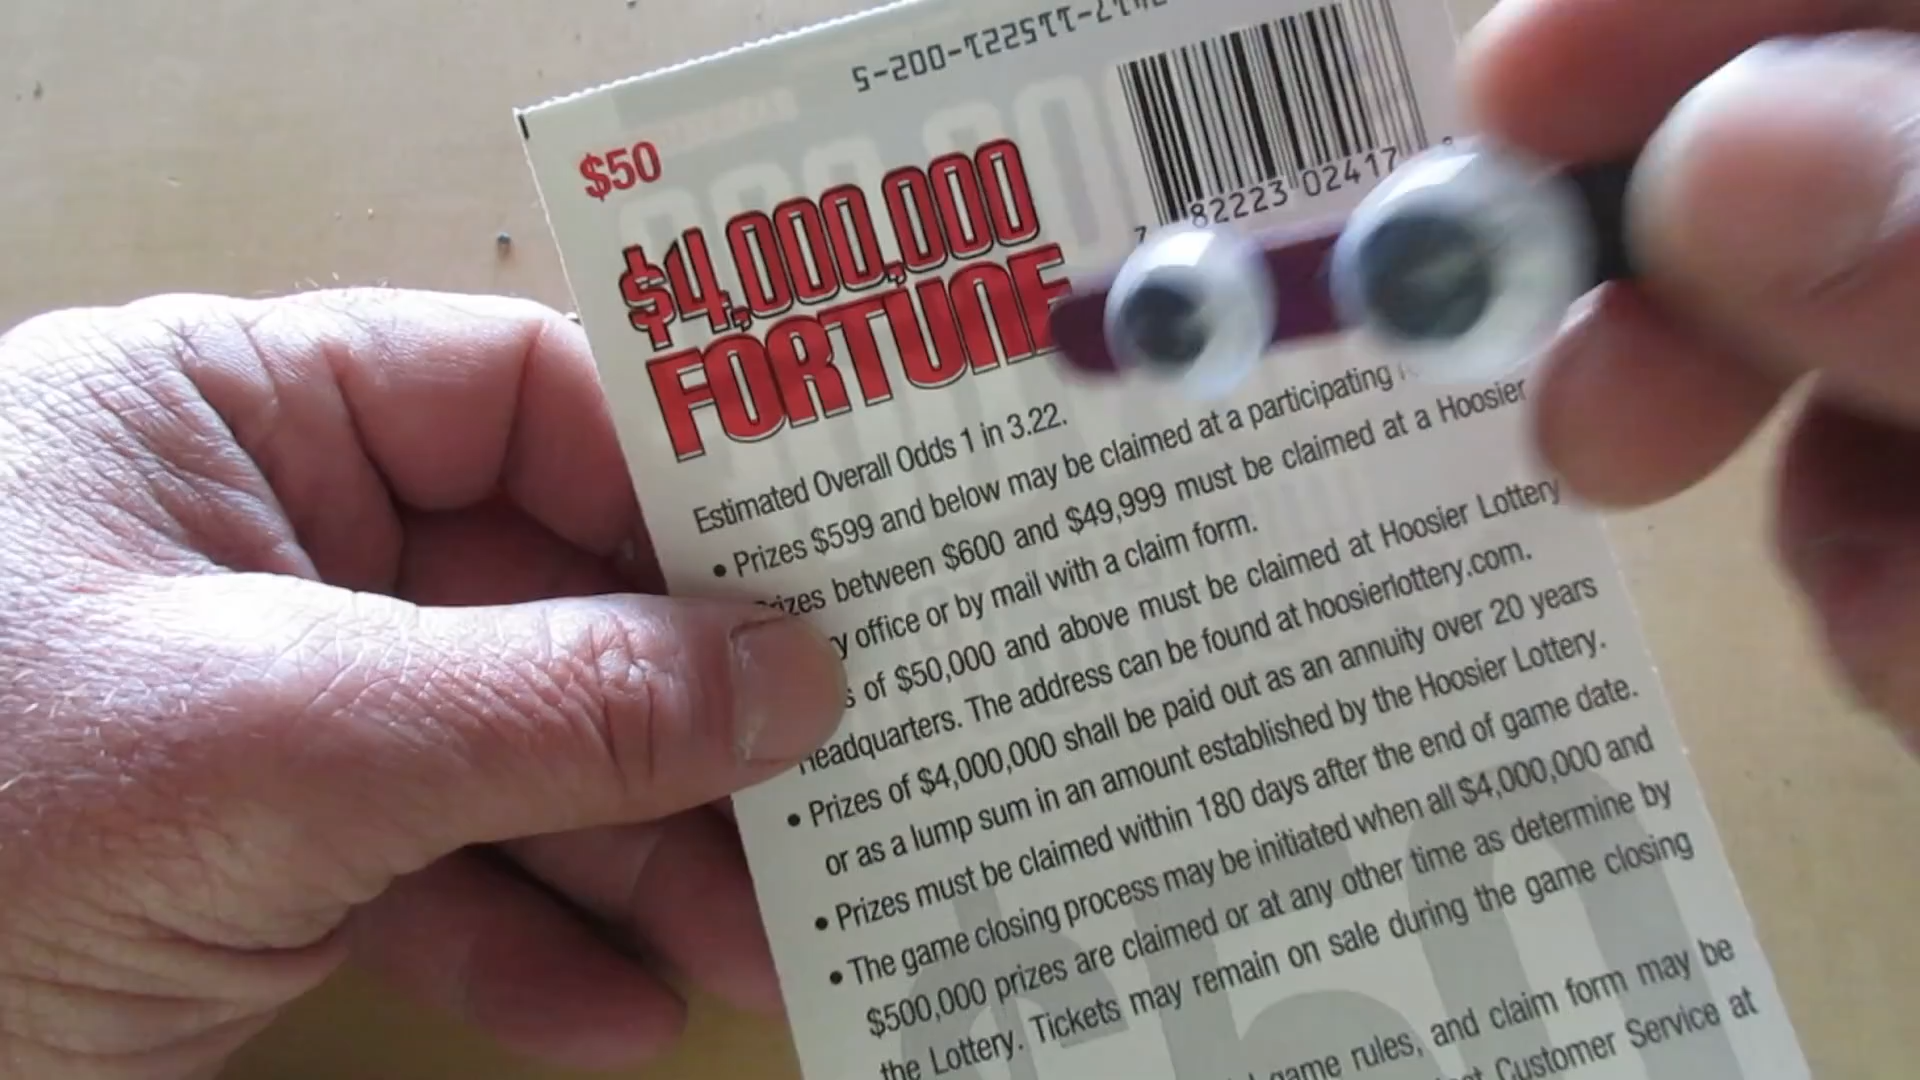 5-200-122511-
$50
7 82223 02417
$4,000,000
FORTUNE
Estimated Overall Odds 1 in 3.22.
• Prizes $599 and below may be claimed at a participating
between $600 and $49,999 must be claimed at a Hoosier
office or by mail with a claim form.
of $50,000 and above must be claimed at Hoosier Lottery
Headquarters. The address can be found at hoosierlottery.com.
• Prizes of $4,000,000 shall be paid out as an annuity over 20 years
or as a lump sum in an amount established by the Hoosier Lottery.
• Prizes must be claimed within 180 days after the end of game date.
• The game closing process may be initiated when all $4,000,000 and
$500,000 prizes are claimed or at any other time as determine by
the Lottery. Tickets may remain on sale during the game closing
game rules, and claim form may be
Customer Service at